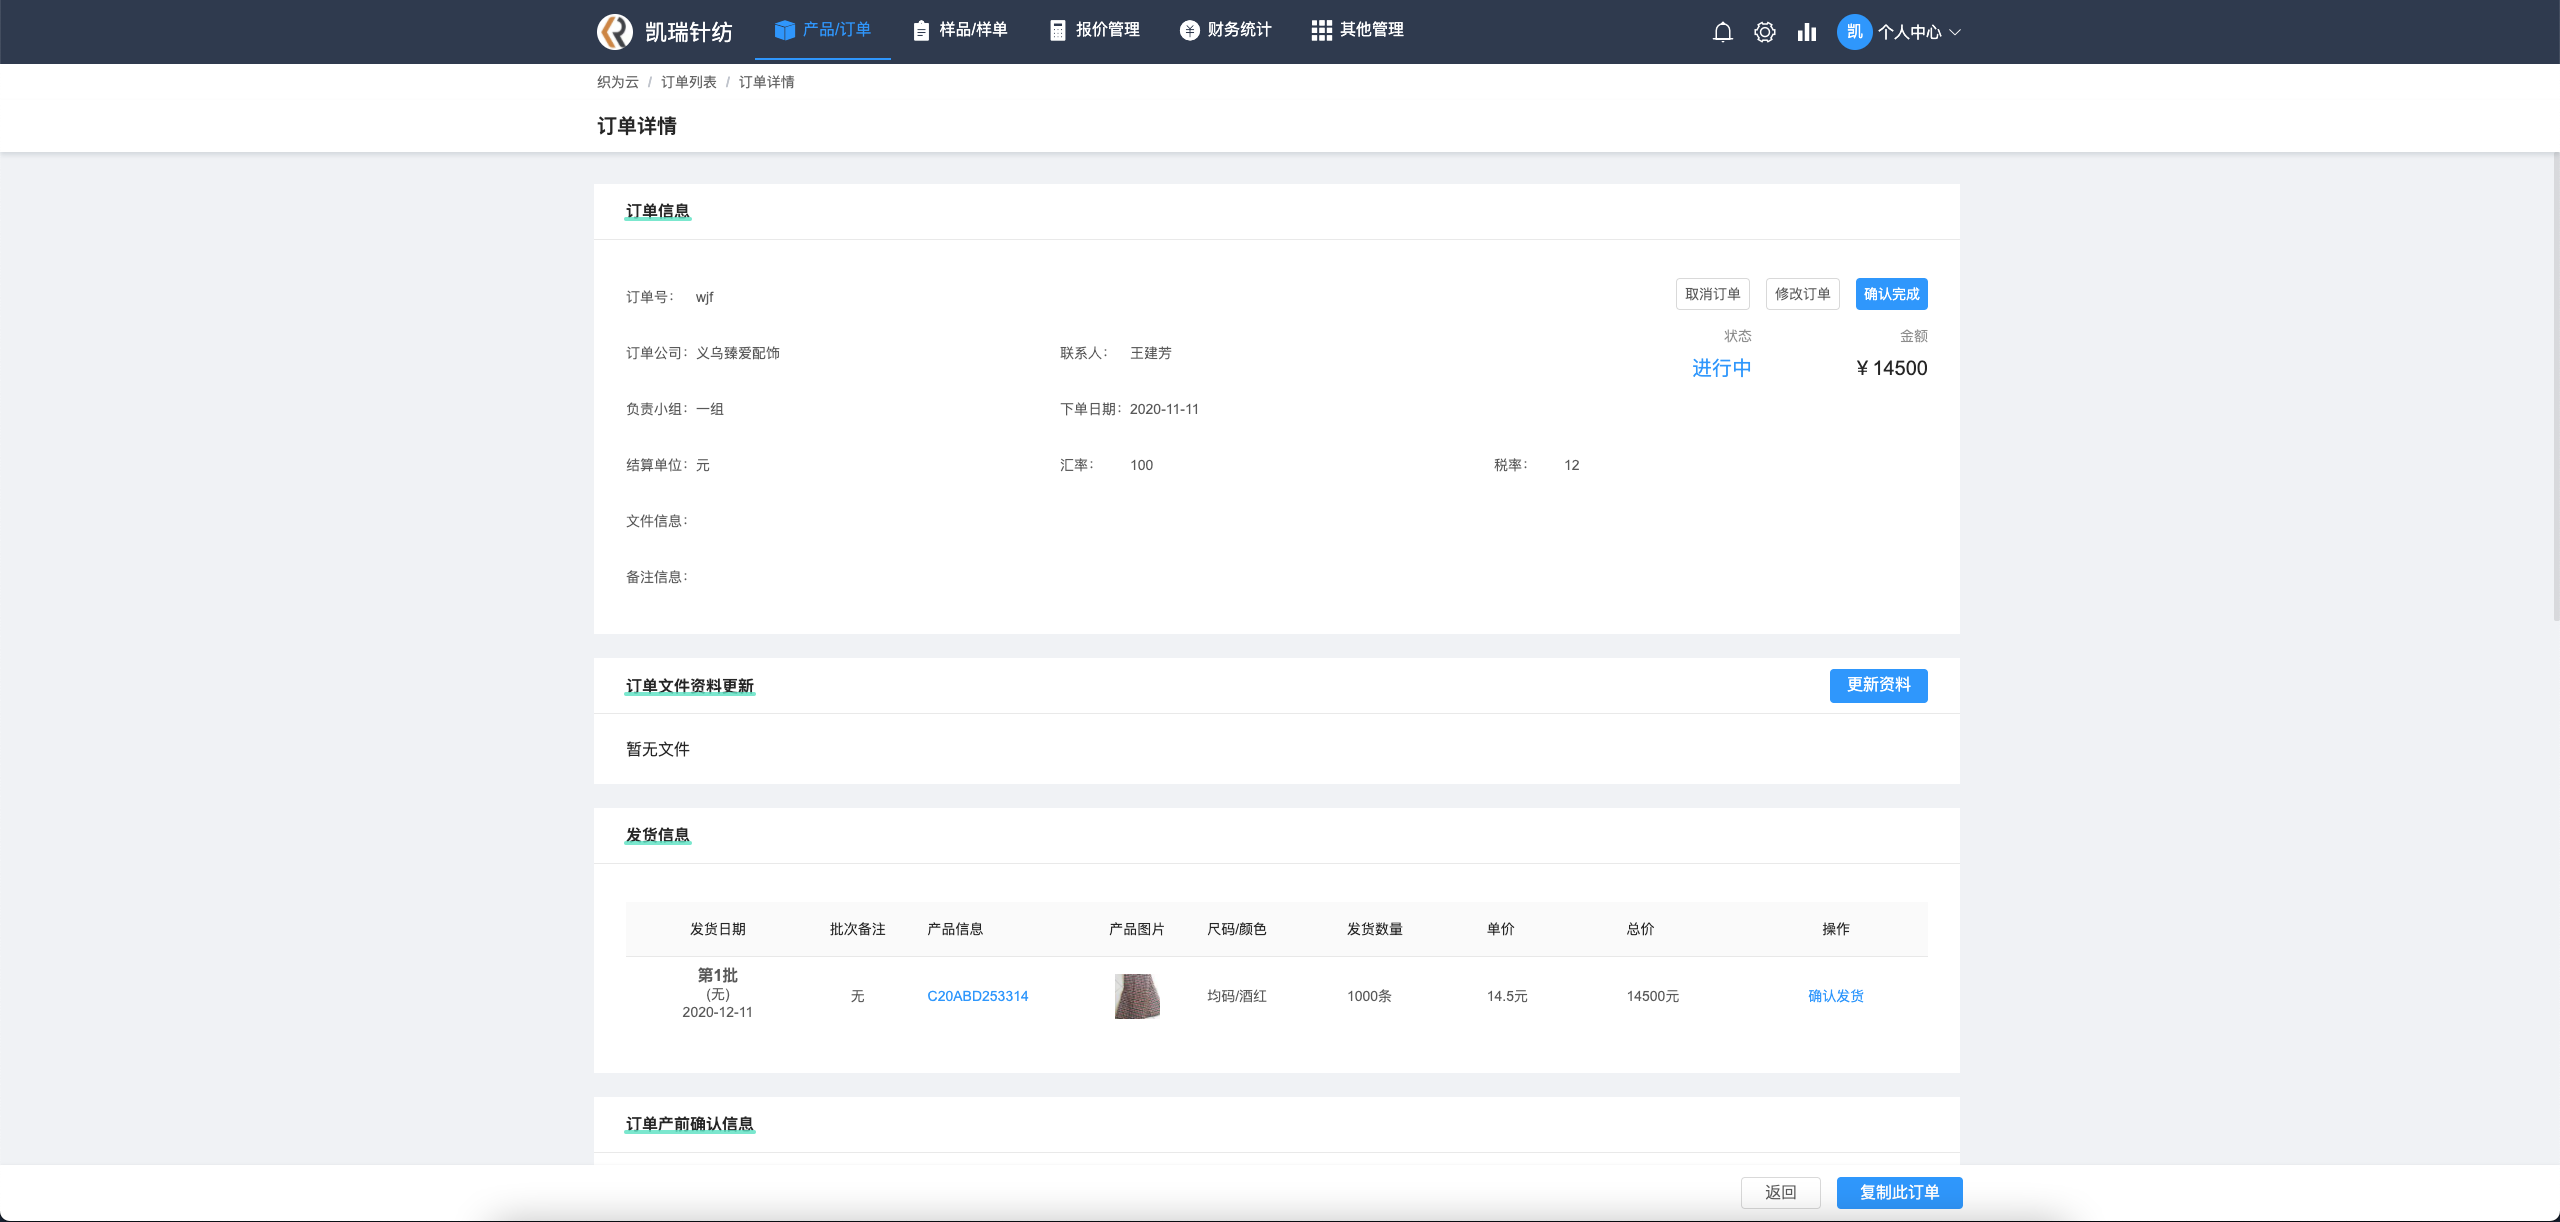 凯瑞针纺 产品/订单 样品/样单 报价管理 财务统计 其他管理 凯 个人中心
织为云 / 订单列表 / 订单详情
订单详情
订单信息
订单号： wjf 取消订单 修改订单 确认完成
状态 金额
订单公司：义乌臻爱配饰 联系人： 王建芳 进行中 ¥ 14500
负责小组：一组 下单日期：2020-11-11
结算单位：元 汇率： 100 税率： 12
文件信息：
备注信息：
订单文件资料更新 更新资料
暂无文件
发货信息
发货日期 批次备注 产品信息 产品图片 尺码/颜色 发货数量 单价 总价 操作
第1批
(无)
2020-12-11 无 C20ABD253314 均码/酒红 1000条 14.5元 14500元 确认发货
订单产前确认信息
返回 复制此订单